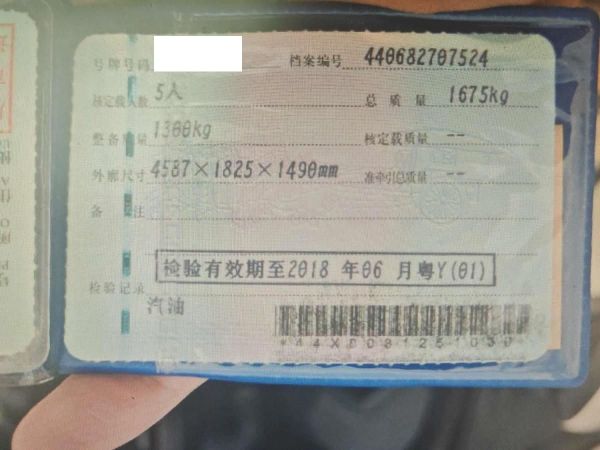 号牌号码 档案编号 440682707524
核定载人数 5人 总质量 1675kg
整备质量 1300kg 核定载质量 --
外廓尺寸 4587×1825×1490mm 准牵引总质量 --
备注
检验有效期至2018年06月粤Y(01)
检验记录
汽油